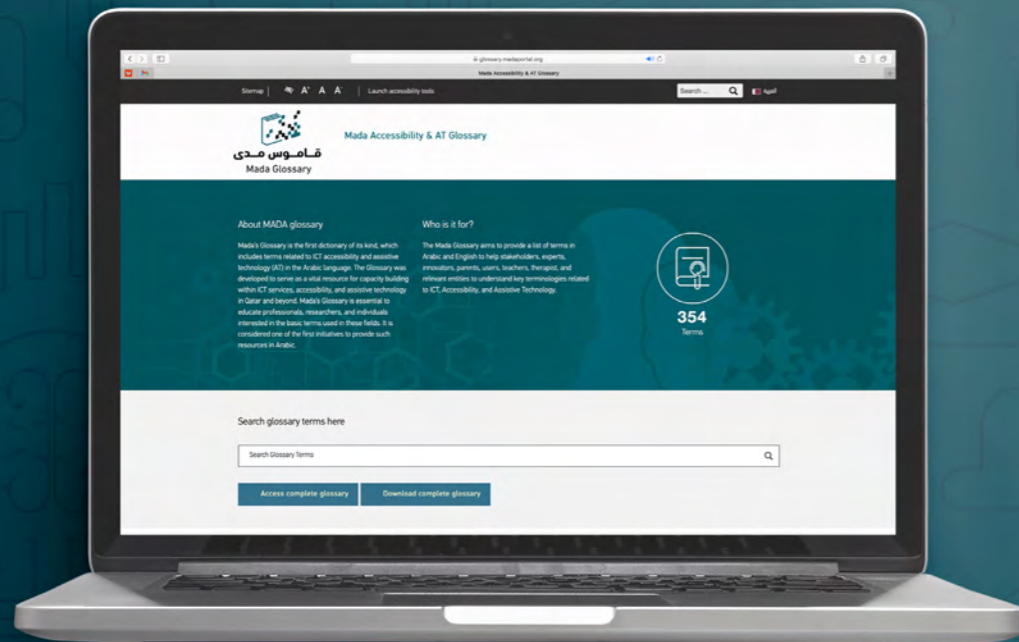 glossary.madaportal.org
Mada Accessibility & AT Glossary
Sitemap | A+ A A- | Launch accessibility tools
Search ...
العربية
قاموس مدى
Mada Glossary
Mada Accessibility & AT Glossary
About MADA glossary
Mada's Glossary is the first dictionary of its kind, which
includes terms related to ICT accessibility and assistive
technology (AT) in the Arabic language. The Glossary was
developed to serve as a vital resource for capacity building
within ICT services, accessibility, and assistive technology
in Qatar and beyond. Mada's Glossary is essential to
educate professionals, researchers, and individuals
interested in the basic terms used in these fields. It is
considered one of the first initiatives to provide such
resources in Arabic.
Who is it for?
The Mada Glossary aims to provide a list of terms in
Arabic and English to help stakeholders, experts,
innovators, parents, users, teachers, therapist, and
relevant entities to understand key terminologies related
to ICT, Accessibility, and Assistive Technology.
354
Terms
Search glossary terms here
Search Glossary Terms
Access complete glossary
Download complete glossary